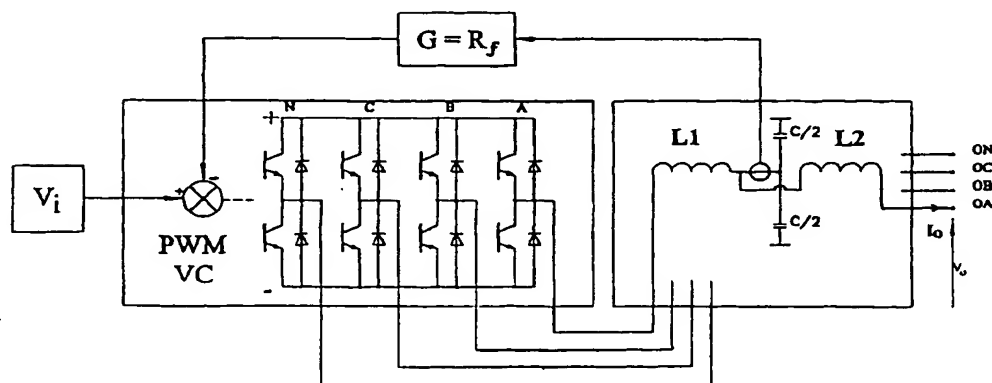 G = R_f
N C B A
+
L1 C/2 L2
ON
OC
OB
OA
V_i
+ -
PWM
VC
C/2
I_o
V_o
-